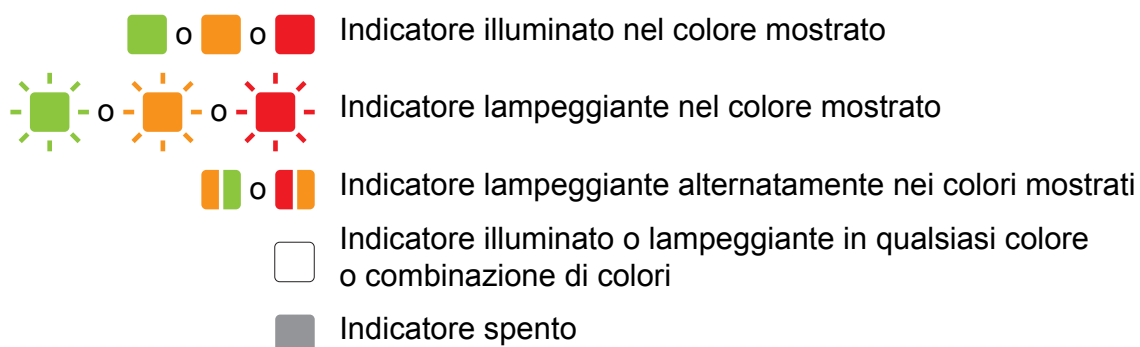 o o Indicatore illuminato nel colore mostrato
o o Indicatore lampeggiante nel colore mostrato
o Indicatore lampeggiante alternatamente nei colori mostrati
Indicatore illuminato o lampeggiante in qualsiasi colore
o combinazione di colori
Indicatore spento